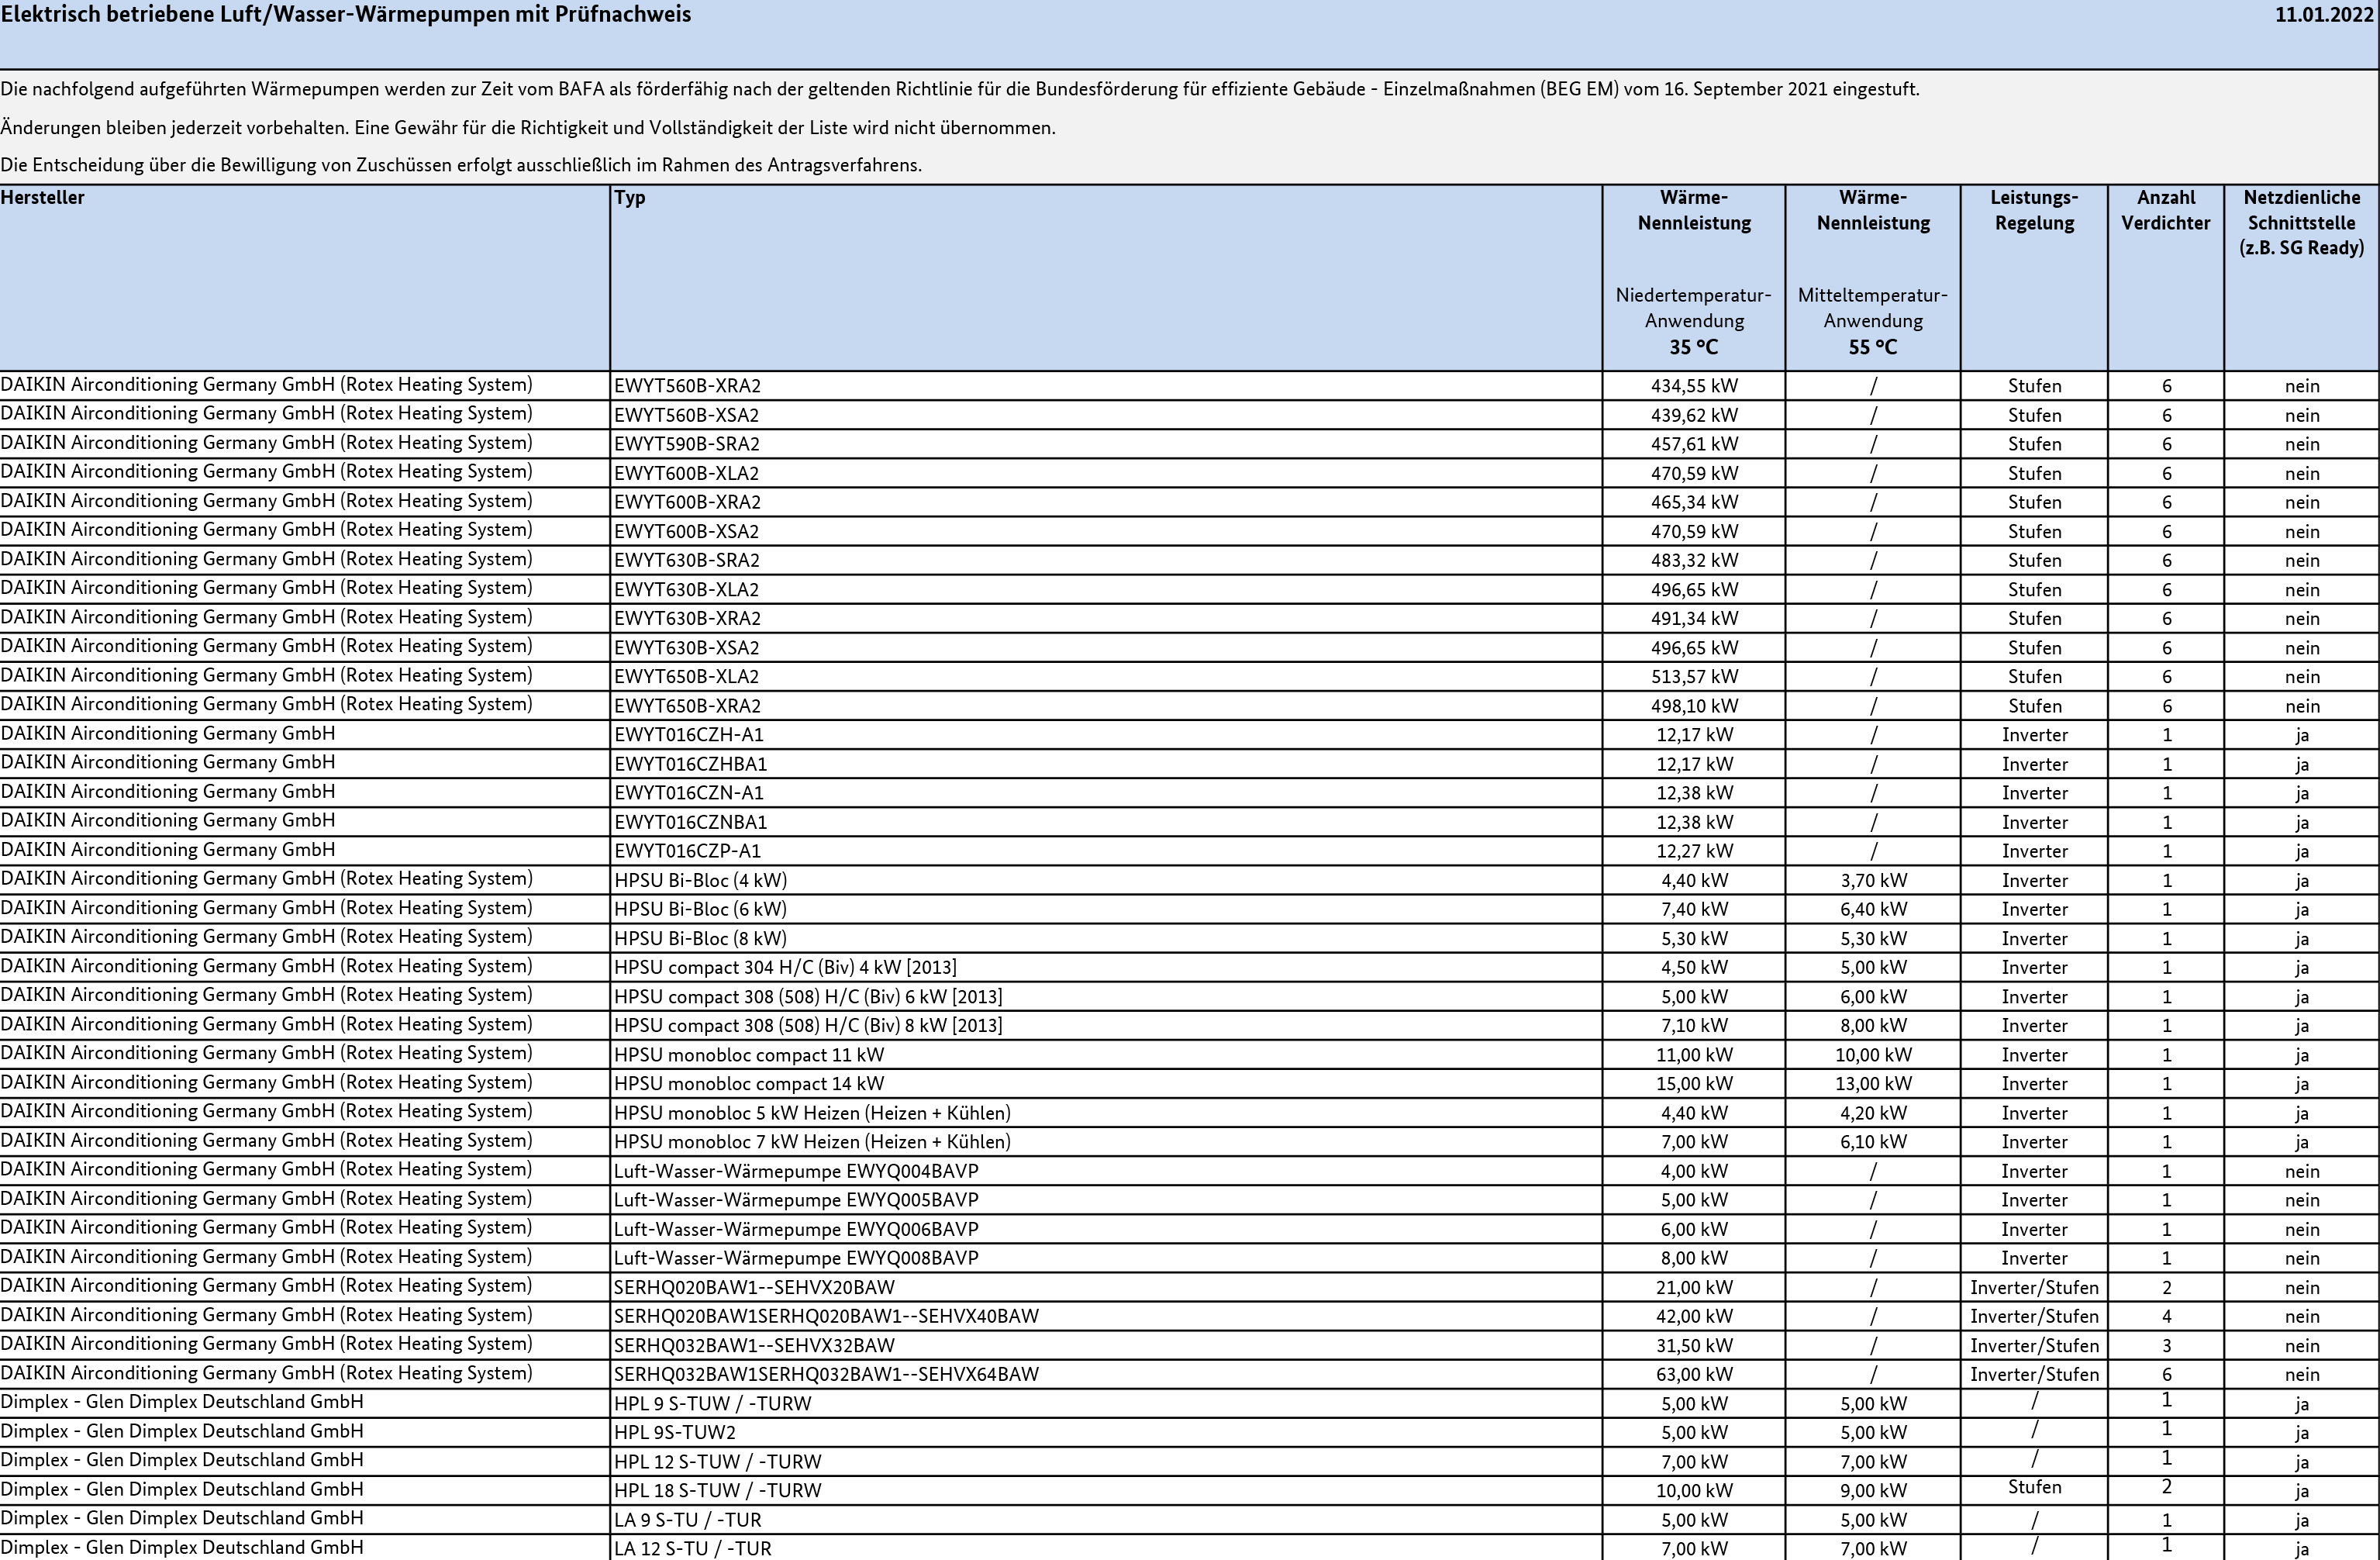 Elektrisch betriebene Luft/Wasser-Wärmepumpen mit Prüfnachweis 11.01.2022
Die nachfolgend aufgeführten Wärmepumpen werden zur Zeit vom BAFA als förderfähig nach der geltenden Richtlinie für die Bundesförderung für effiziente Gebäude - Einzelmaßnahmen (BEG EM) vom 16. September 2021 eingestuft.
Änderungen bleiben jederzeit vorbehalten. Eine Gewähr für die Richtigkeit und Vollständigkeit der Liste wird nicht übernommen.
Die Entscheidung über die Bewilligung von Zuschüssen erfolgt ausschließlich im Rahmen des Antragsverfahrens.
Hersteller Typ Wärme- Wärme- Leistungs- Anzahl Netzdienliche
Nennleistung Nennleistung Regelung Verdichter Schnittstelle
(z.B. SG Ready)
Niedertemperatur- Mitteltemperatur-
Anwendung Anwendung
35 °C 55 °C
DAIKIN Airconditioning Germany GmbH (Rotex Heating System) EWYT560B-XRA2 434,55 kW / Stufen 6 nein
DAIKIN Airconditioning Germany GmbH (Rotex Heating System) EWYT560B-XSA2 439,62 kW / Stufen 6 nein
DAIKIN Airconditioning Germany GmbH (Rotex Heating System) EWYT590B-SRA2 457,61 kW / Stufen 6 nein
DAIKIN Airconditioning Germany GmbH (Rotex Heating System) EWYT600B-XLA2 470,59 kW / Stufen 6 nein
DAIKIN Airconditioning Germany GmbH (Rotex Heating System) EWYT600B-XRA2 465,34 kW / Stufen 6 nein
DAIKIN Airconditioning Germany GmbH (Rotex Heating System) EWYT600B-XSA2 470,59 kW / Stufen 6 nein
DAIKIN Airconditioning Germany GmbH (Rotex Heating System) EWYT630B-SRA2 483,32 kW / Stufen 6 nein
DAIKIN Airconditioning Germany GmbH (Rotex Heating System) EWYT630B-XLA2 496,65 kW / Stufen 6 nein
DAIKIN Airconditioning Germany GmbH (Rotex Heating System) EWYT630B-XRA2 491,34 kW / Stufen 6 nein
DAIKIN Airconditioning Germany GmbH (Rotex Heating System) EWYT630B-XSA2 496,65 kW / Stufen 6 nein
DAIKIN Airconditioning Germany GmbH (Rotex Heating System) EWYT650B-XLA2 513,57 kW / Stufen 6 nein
DAIKIN Airconditioning Germany GmbH (Rotex Heating System) EWYT650B-XRA2 498,10 kW / Stufen 6 nein
DAIKIN Airconditioning Germany GmbH EWYT016CZH-A1 12,17 kW / Inverter 1 ja
DAIKIN Airconditioning Germany GmbH EWYT016CZHBA1 12,17 kW / Inverter 1 ja
DAIKIN Airconditioning Germany GmbH EWYT016CZN-A1 12,38 kW / Inverter 1 ja
DAIKIN Airconditioning Germany GmbH EWYT016CZNBA1 12,38 kW / Inverter 1 ja
DAIKIN Airconditioning Germany GmbH EWYT016CZP-A1 12,27 kW / Inverter 1 ja
DAIKIN Airconditioning Germany GmbH (Rotex Heating System) HPSU Bi-Bloc (4 kW) 4,40 kW 3,70 kW Inverter 1 ja
DAIKIN Airconditioning Germany GmbH (Rotex Heating System) HPSU Bi-Bloc (6 kW) 7,40 kW 6,40 kW Inverter 1 ja
DAIKIN Airconditioning Germany GmbH (Rotex Heating System) HPSU Bi-Bloc (8 kW) 5,30 kW 5,30 kW Inverter 1 ja
DAIKIN Airconditioning Germany GmbH (Rotex Heating System) HPSU compact 304 H/C (Biv) 4 kW [2013] 4,50 kW 5,00 kW Inverter 1 ja
DAIKIN Airconditioning Germany GmbH (Rotex Heating System) HPSU compact 308 (508) H/C (Biv) 6 kW [2013] 5,00 kW 6,00 kW Inverter 1 ja
DAIKIN Airconditioning Germany GmbH (Rotex Heating System) HPSU compact 308 (508) H/C (Biv) 8 kW [2013] 7,10 kW 8,00 kW Inverter 1 ja
DAIKIN Airconditioning Germany GmbH (Rotex Heating System) HPSU monobloc compact 11 kW 11,00 kW 10,00 kW Inverter 1 ja
DAIKIN Airconditioning Germany GmbH (Rotex Heating System) HPSU monobloc compact 14 kW 15,00 kW 13,00 kW Inverter 1 ja
DAIKIN Airconditioning Germany GmbH (Rotex Heating System) HPSU monobloc 5 kW Heizen (Heizen + Kühlen) 4,40 kW 4,20 kW Inverter 1 ja
DAIKIN Airconditioning Germany GmbH (Rotex Heating System) HPSU monobloc 7 kW Heizen (Heizen + Kühlen) 7,00 kW 6,10 kW Inverter 1 ja
DAIKIN Airconditioning Germany GmbH (Rotex Heating System) Luft-Wasser-Wärmepumpe EWYQ004BAVP 4,00 kW / Inverter 1 nein
DAIKIN Airconditioning Germany GmbH (Rotex Heating System) Luft-Wasser-Wärmepumpe EWYQ005BAVP 5,00 kW / Inverter 1 nein
DAIKIN Airconditioning Germany GmbH (Rotex Heating System) Luft-Wasser-Wärmepumpe EWYQ006BAVP 6,00 kW / Inverter 1 nein
DAIKIN Airconditioning Germany GmbH (Rotex Heating System) Luft-Wasser-Wärmepumpe EWYQ008BAVP 8,00 kW / Inverter 1 nein
DAIKIN Airconditioning Germany GmbH (Rotex Heating System) SERHQ020BAW1--SEHVX20BAW 21,00 kW / Inverter/Stufen 2 nein
DAIKIN Airconditioning Germany GmbH (Rotex Heating System) SERHQ020BAW1SERHQ020BAW1--SEHVX40BAW 42,00 kW / Inverter/Stufen 4 nein
DAIKIN Airconditioning Germany GmbH (Rotex Heating System) SERHQ032BAW1--SEHVX32BAW 31,50 kW / Inverter/Stufen 3 nein
DAIKIN Airconditioning Germany GmbH (Rotex Heating System) SERHQ032BAW1SERHQ032BAW1--SEHVX64BAW 63,00 kW / Inverter/Stufen 6 nein
Dimplex - Glen Dimplex Deutschland GmbH HPL 9 S-TUW / -TURW 5,00 kW 5,00 kW / 1 ja
Dimplex - Glen Dimplex Deutschland GmbH HPL 9S-TUW2 5,00 kW 5,00 kW / 1 ja
Dimplex - Glen Dimplex Deutschland GmbH HPL 12 S-TUW / -TURW 7,00 kW 7,00 kW / 1 ja
Dimplex - Glen Dimplex Deutschland GmbH HPL 18 S-TUW / -TURW 10,00 kW 9,00 kW Stufen 2 ja
Dimplex - Glen Dimplex Deutschland GmbH LA 9 S-TU / -TUR 5,00 kW 5,00 kW / 1 ja
Dimplex - Glen Dimplex Deutschland GmbH LA 12 S-TU / -TUR 7,00 kW 7,00 kW / 1 ja